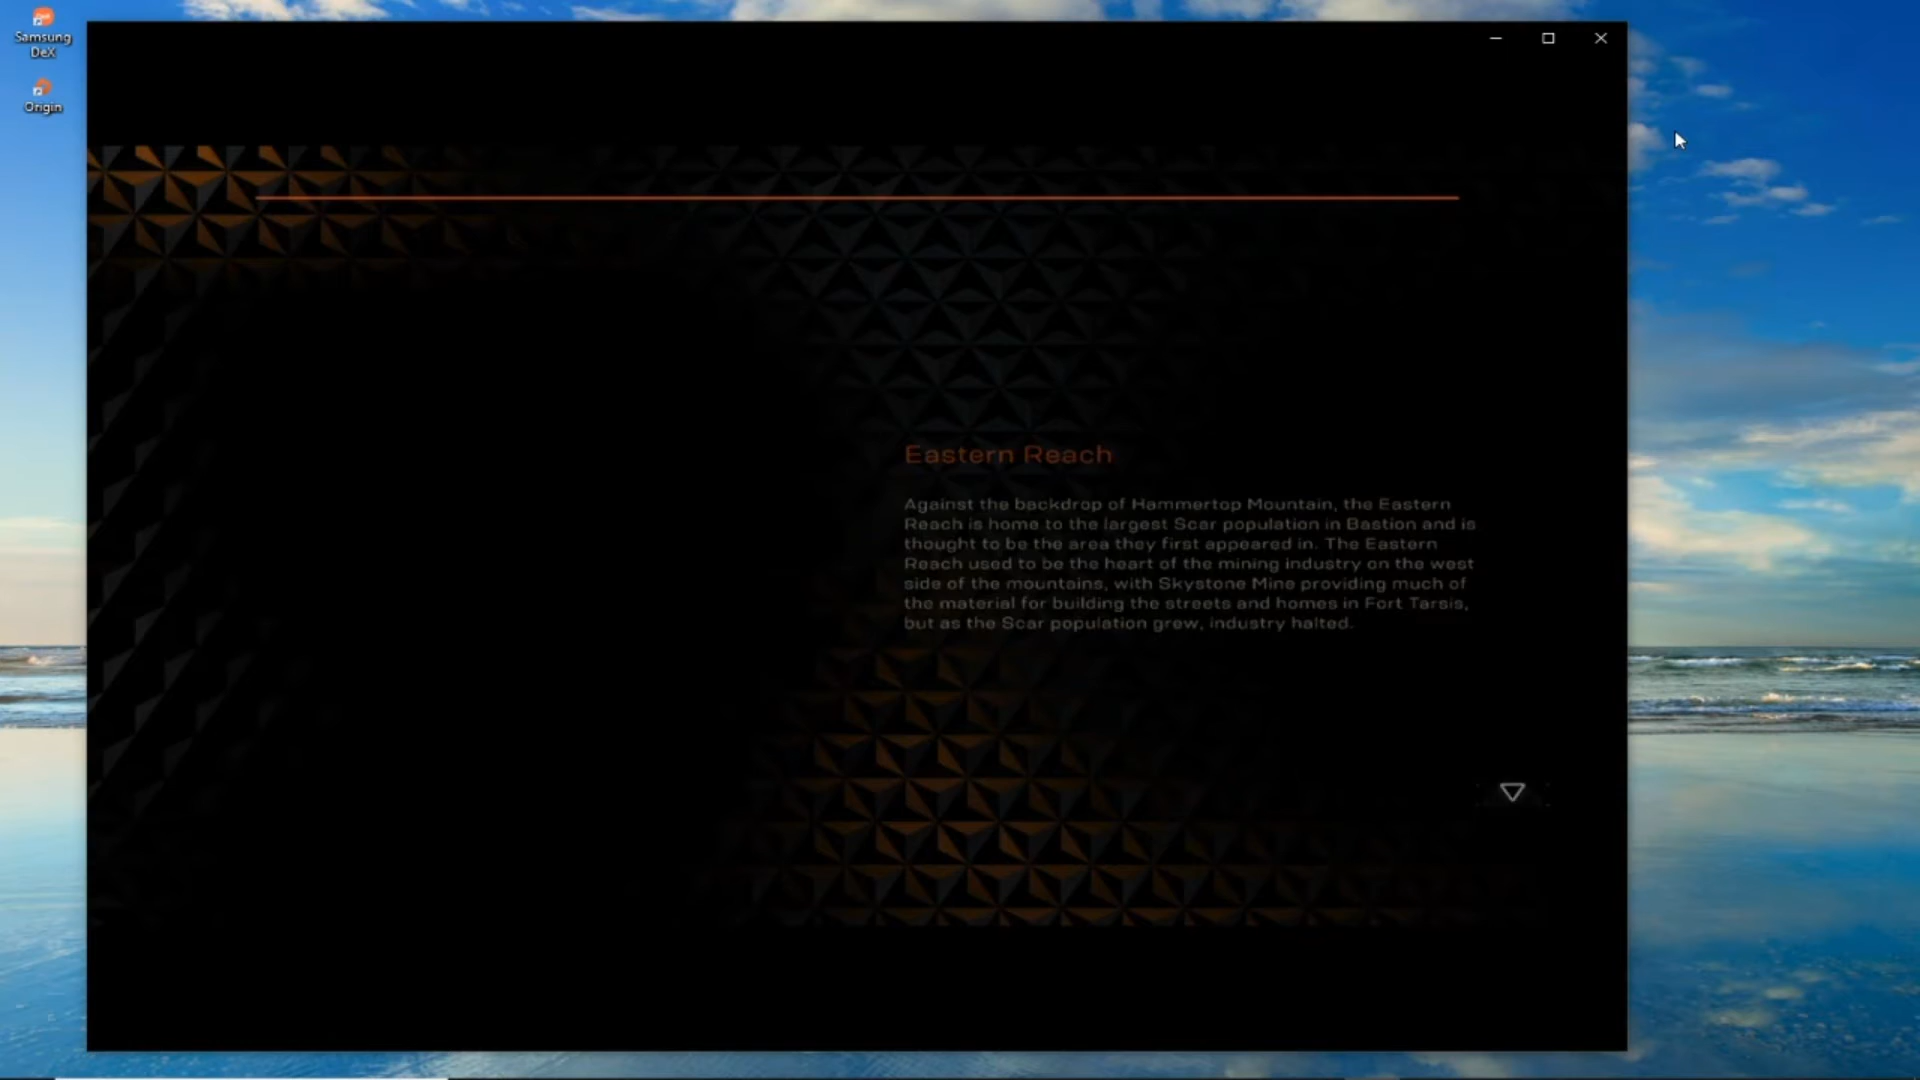 Samsung
DeX
Origin
Eastern Reach
Against the backdrop of Hammertop Mountain, the Eastern
Reach is home to the largest Scar population in Bastion and is
thought to be the area they first appeared in. The Eastern
Reach used to be the heart of the mining industry on the west
side of the mountains, with Skystone Mine providing much of
the material for building the streets and homes in Fort Tarsis,
but as the Scar population grew, industry halted.